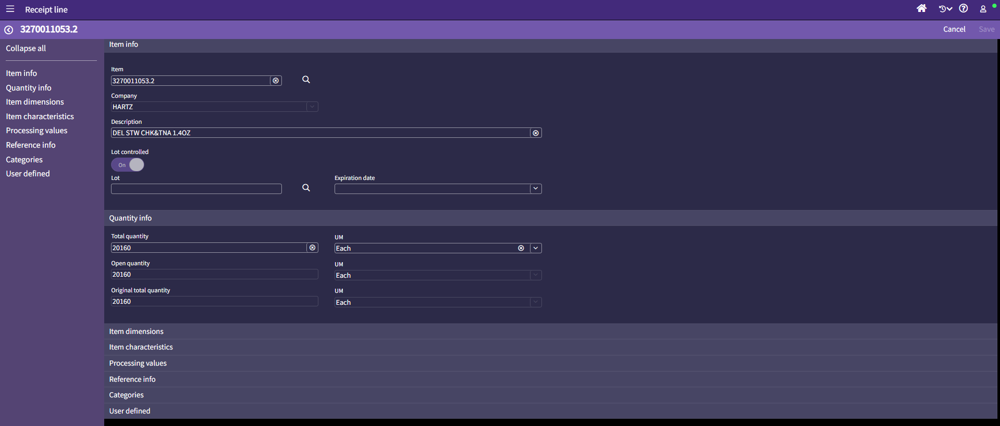 Receipt line
3270011053.2
Cancel
Save
Collapse all
Item info
Quantity info
Item dimensions
Item characteristics
Processing values
Reference info
Categories
User defined
Item info
Item
3270011053.2
Company
HARTZ
Description
DEL STW CHK&TNA 1.4OZ
Lot controlled
On
Lot
Expiration date
Quantity info
Total quantity
UM
20160
Each
Open quantity
UM
20160
Each
Original total quantity
UM
20160
Each
Item dimensions
Item characteristics
Processing values
Reference info
Categories
User defined